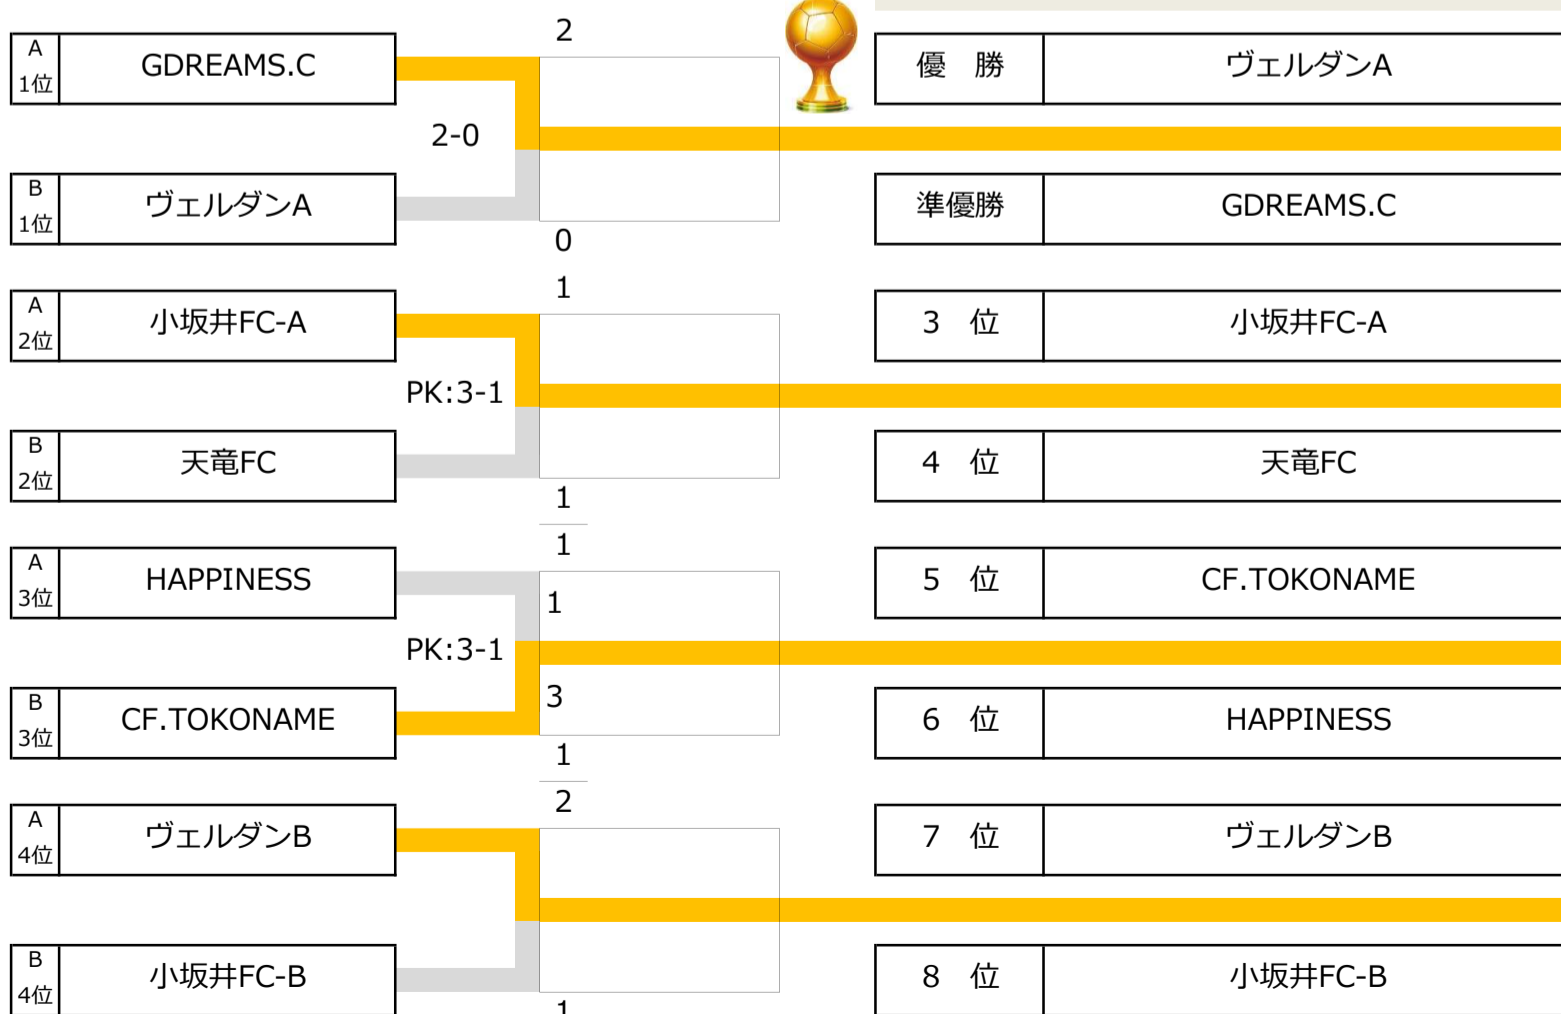 2
A
1位
GDREAMS.C
優 勝
ヴェルダンA
2-0
B
1位
ヴェルダンA
準優勝
GDREAMS.C
0
1
A
2位
小坂井FC-A
3 位
小坂井FC-A
PK:3-1
B
2位
天竜FC
4 位
天竜FC
1
1
A
3位
HAPPINESS
1
5 位
CF.TOKONAME
PK:3-1
B
3位
CF.TOKONAME
3
6 位
HAPPINESS
1
2
A
4位
ヴェルダンB
7 位
ヴェルダンB
B
4位
小坂井FC-B
8 位
小坂井FC-B
1